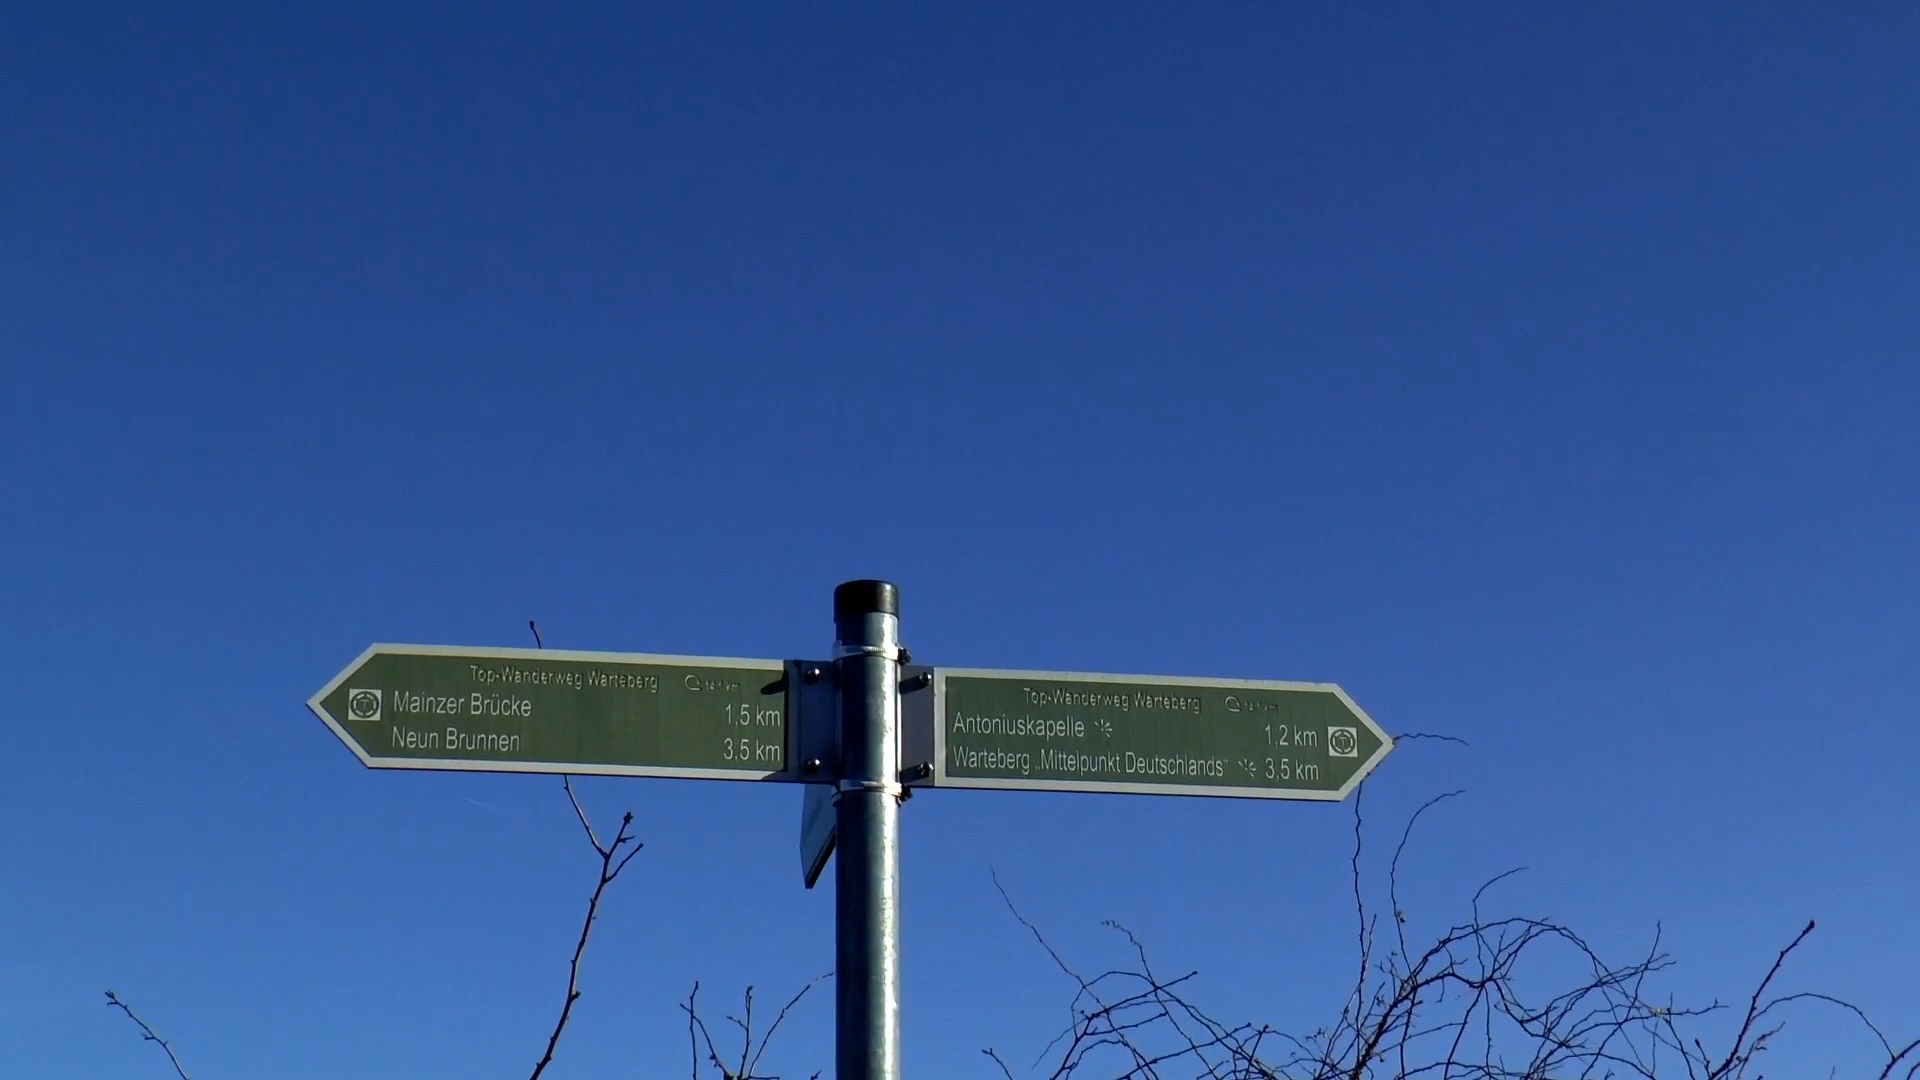 Top-Wanderweg Warteberg
Mainzer Brücke 1,5 km
Neun Brunnen 3,5 km
Top-Wanderweg Warteberg
Antoniuskapelle 1,2 km
Warteberg „Mittelpunkt Deutschlands“ 3,5 km